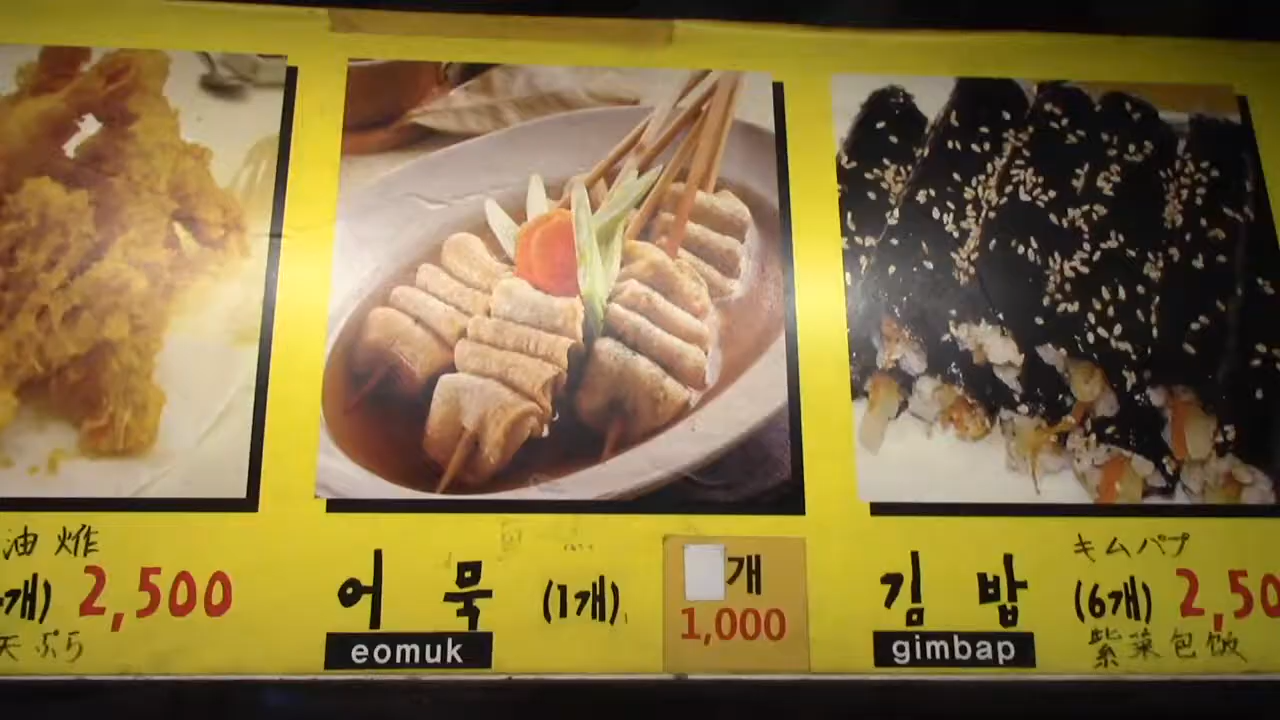 油炸
개) 2,500
天ぷら
어묵 (1개)
개
1,000
eomuk
キムパプ
김밥 (6개) 2,50
gimbap
紫菜包饭